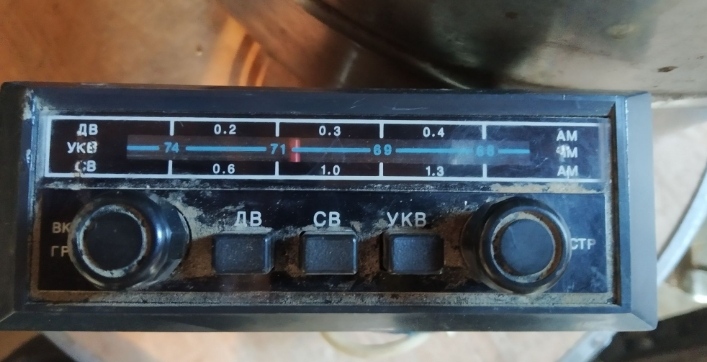 ДВ 0.2 0.3 0.4 АМ
УКВ 74 71 69 68 ЧМ
СВ 0.6 1.0 1.3 АМ
ДВ СВ УКВ
ВК
ГР СТР